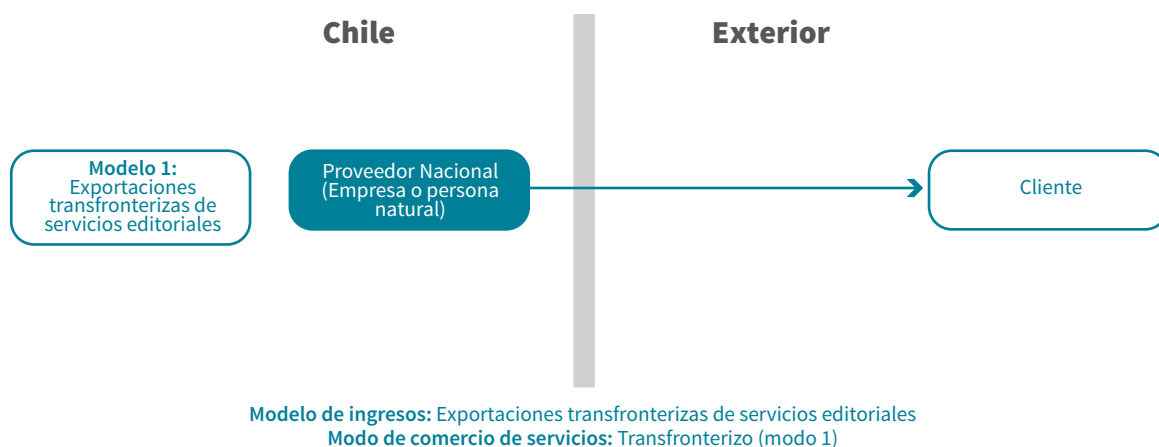 Chile
Exterior
Modelo 1:
Exportaciones
transfronterizas de
servicios editoriales
Proveedor Nacional
(Empresa o persona
natural)
Cliente
Modelo de ingresos: Exportaciones transfronterizas de servicios editoriales
Modo de comercio de servicios: Transfronterizo (modo 1)